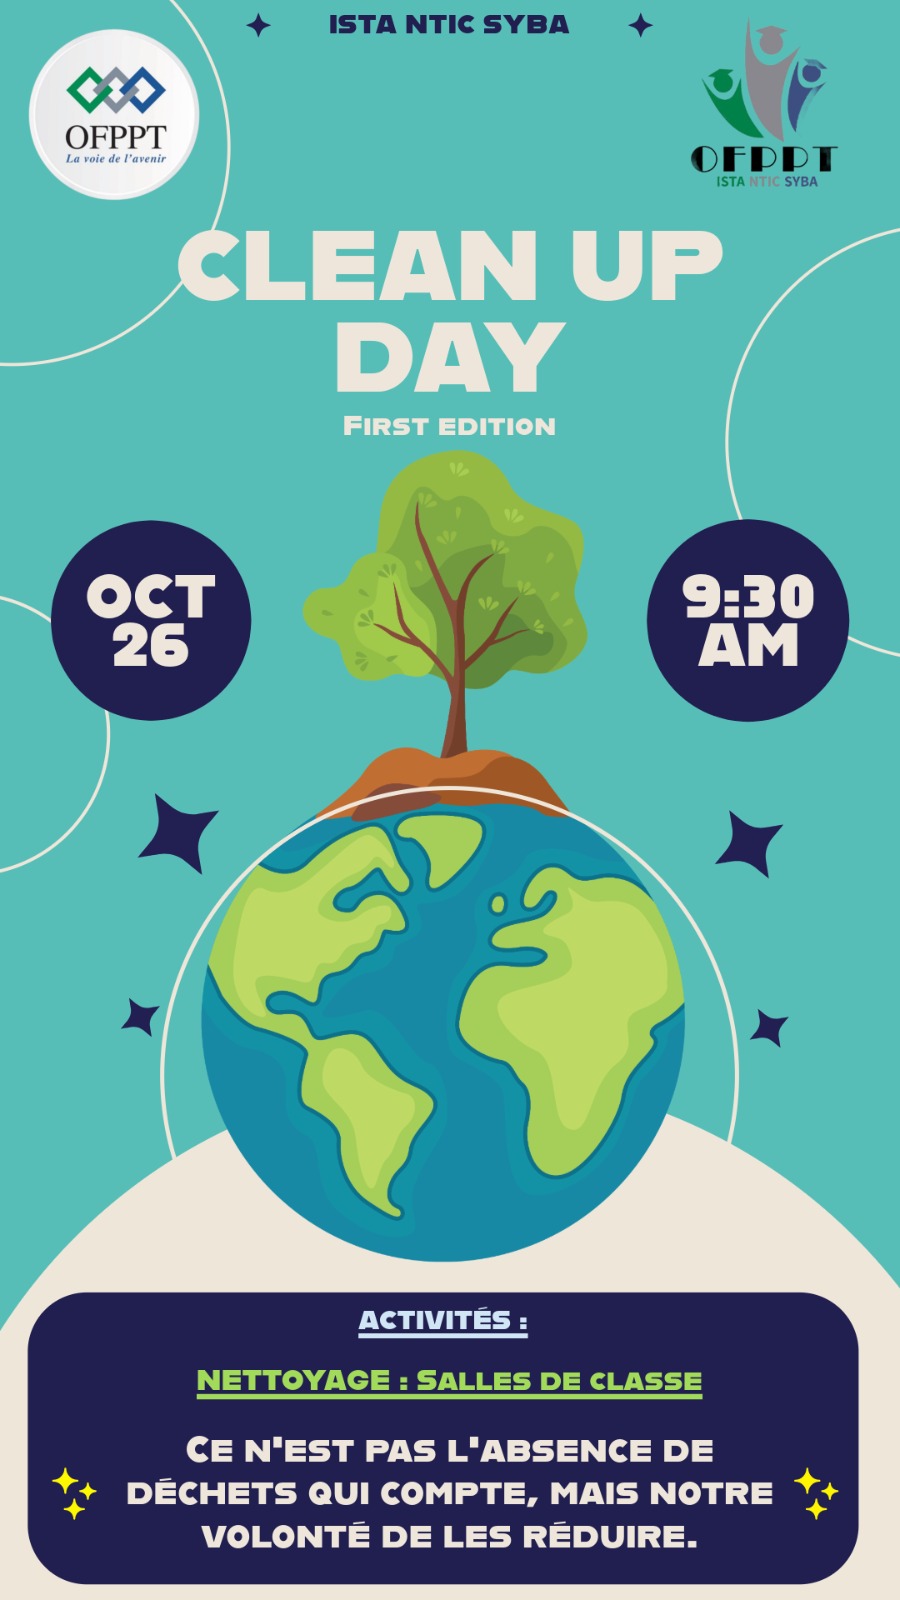 ISTA NTIC SYBA
OFPPT
La voie de l'avenir
OFPPT
ISTA NTIC SYBA
CLEAN UP
DAY
FIRST EDITION
OCT
26
9:30
AM
ACTIVITÉS :
NETTOYAGE : SALLES DE CLASSE
CE N'EST PAS L'ABSENCE DE
DÉCHETS QUI COMPTE, MAIS NOTRE
VOLONTÉ DE LES RÉDUIRE.